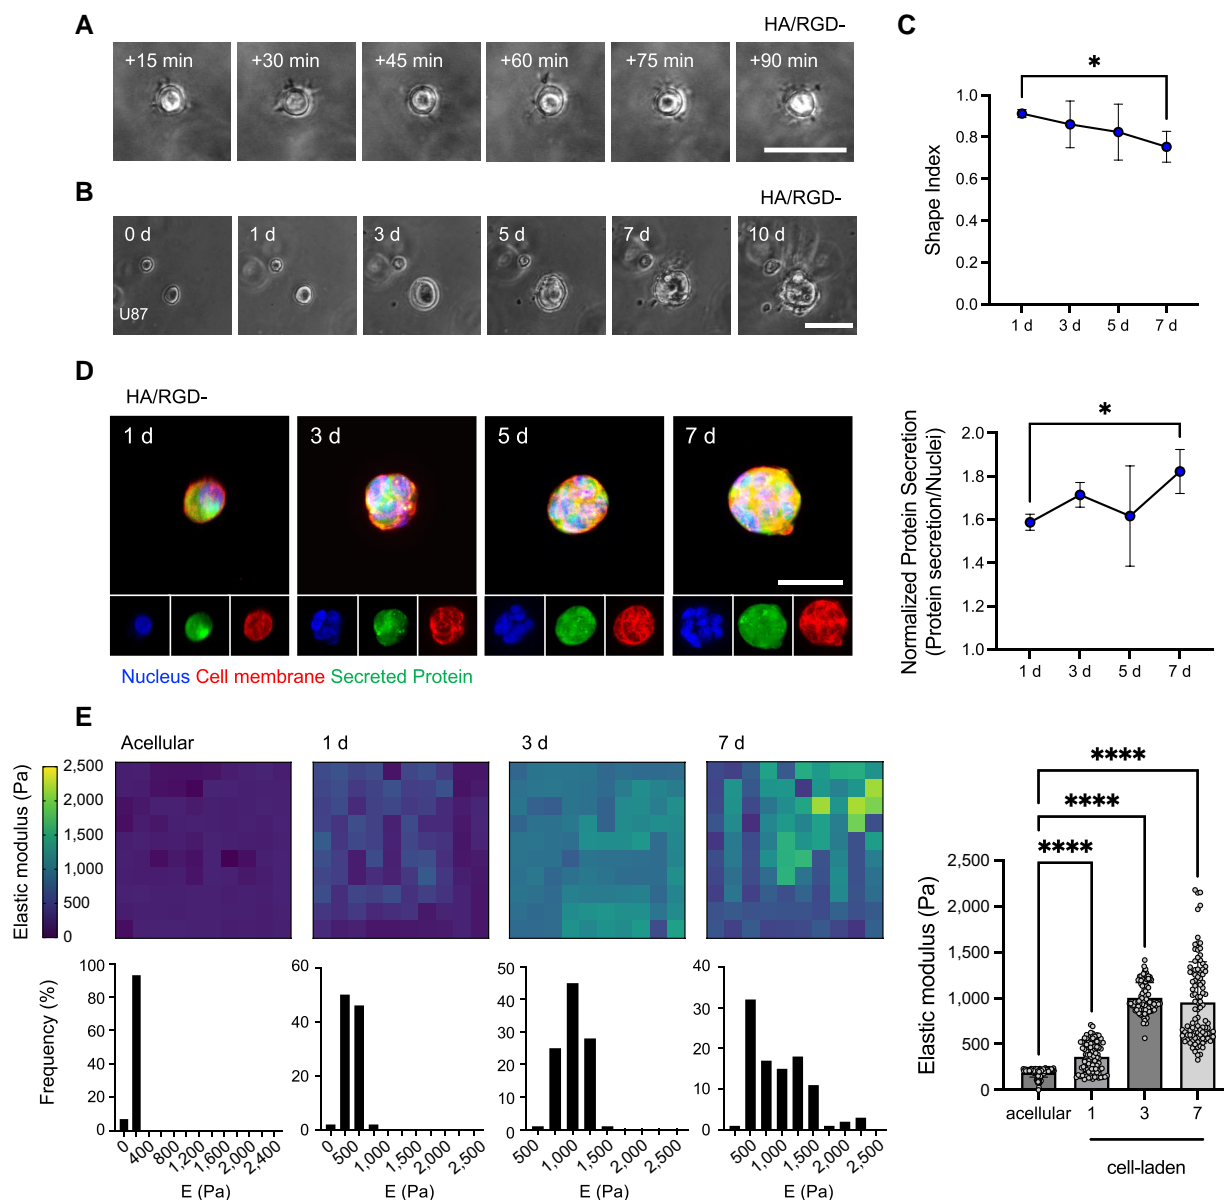 A
HA/RGD-
+15 min +30 min +45 min +60 min +75 min +90 min
B
HA/RGD-
0 d 1 d 3 d 5 d 7 d 10 d
U87
C
*
1.0
0.8
0.6
0.4
0.2
0.0
Shape Index
1 d 3 d 5 d 7 d
D
HA/RGD-
1 d 3 d 5 d 7 d
Nucleus Cell membrane Secreted Protein
*
2.0
1.8
1.6
1.4
1.2
1.0
Normalized Protein Secretion
(Protein secretion/Nuclei)
1 d 3 d 5 d 7 d
E
Acellular 1 d 3 d 7 d
Elastic modulus (Pa)
2,500
2,000
1,500
1,000
500
0
Frequency (%)
100
80
60
40
20
0
0 400 800 1,200 1,600 2,000 2,400
E (Pa)
60
40
20
0
0 500 1,000 1,500 2,000 2,500
E (Pa)
50
40
30
20
10
0
500 1,000 1,500 2,000 2,500
E (Pa)
40
30
20
10
0
500 1,000 1,500 2,000 2,500
E (Pa)
****
****
****
Elastic modulus (Pa)
2,500
2,000
1,500
1,000
500
0
acellular 1 3 7
cell-laden